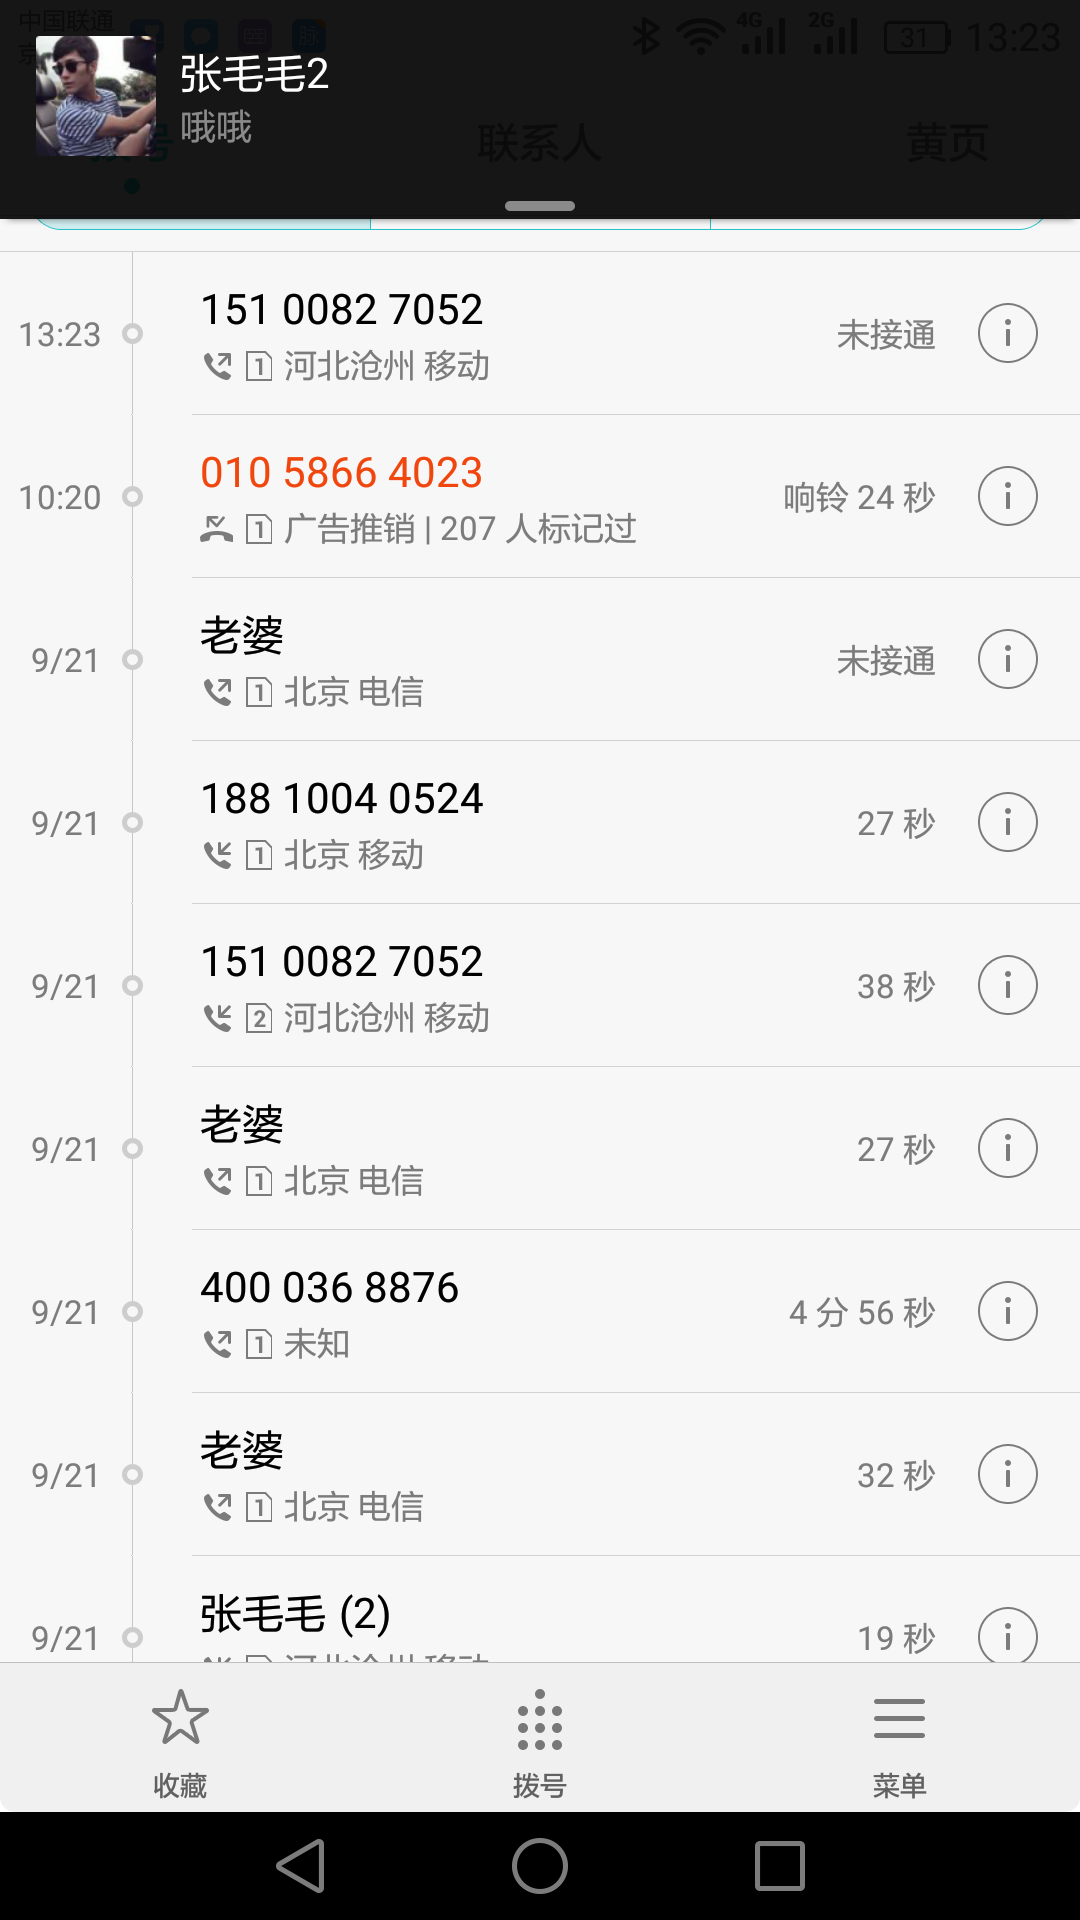 中国联通
4G
2G
31
13:23
张毛毛2
哦哦
联系人
黄页
13:23
151 0082 7052
1 河北沧州 移动
未接通
10:20
010 5866 4023
1 广告推销 | 207 人标记过
响铃 24 秒
9/21
老婆
1 北京 电信
未接通
9/21
188 1004 0524
1 北京 移动
27 秒
9/21
151 0082 7052
2 河北沧州 移动
38 秒
9/21
老婆
1 北京 电信
27 秒
9/21
400 036 8876
1 未知
4 分 56 秒
9/21
老婆
1 北京 电信
32 秒
9/21
张毛毛 (2)
河北沧州 移动
19 秒
收藏
拨号
菜单